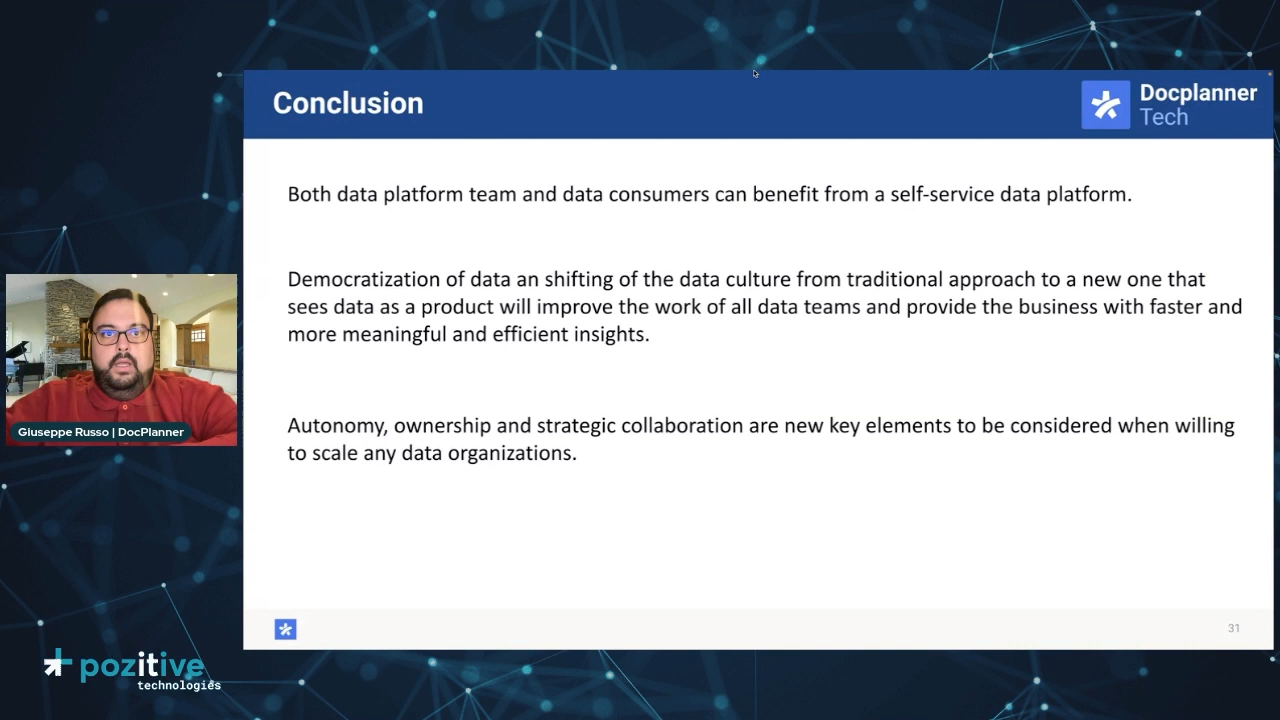 Conclusion
Docplanner
Tech
Both data platform team and data consumers can benefit from a self-service data platform.
Democratization of data an shifting of the data culture from traditional approach to a new one that
sees data as a product will improve the work of all data teams and provide the business with faster and
more meaningful and efficient insights.
Autonomy, ownership and strategic collaboration are new key elements to be considered when willing
to scale any data organizations.
Giuseppe Russo | DocPlanner
31
pozitive
technologies